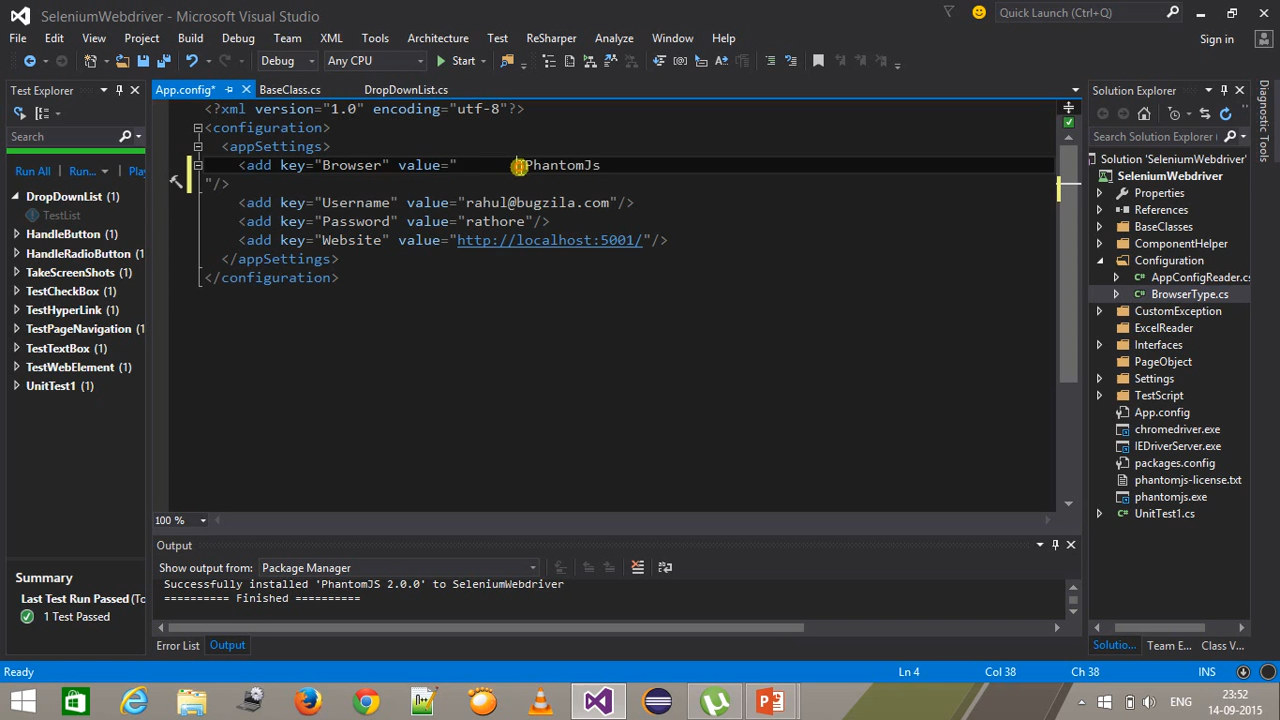 SeleniumWebdriver - Microsoft Visual Studio
Quick Launch (Ctrl+Q)
File Edit View Project Build Debug Team XML Tools Architecture Test ReSharper Analyze Window Help
Sign in
Debug Any CPU Start
Test Explorer
App.config* BaseClass.cs DropDownList.cs
Solution Explorer
Search
Search Solution Explorer (Ctrl+;)
Run All Run... Play
DropDownList (1)
TestList
HandleButton (1)
HandleRadioButton (1)
TakeScreenShots (1)
TestCheckBox (1)
TestHyperLink (1)
TestPageNavigation (1)
TestTextBox (1)
TestWebElement (1)
UnitTest1 (1)
Summary
Last Test Run Passed (To
1 Test Passed
<?xml version="1.0" encoding="utf-8"?>
<configuration>
<appSettings>
<add key="Browser" value=" PhantomJs
"/>
<add key="Username" value="rahul@bugzila.com"/>
<add key="Password" value="rathore"/>
<add key="Website" value="http://localhost:5001/"/>
</appSettings>
</configuration>
100 %
Output
Show output from: Package Manager
Successfully installed 'PhantomJS 2.0.0' to SeleniumWebdriver
========== Finished ==========
Error List Output
Solution 'SeleniumWebdriver'
SeleniumWebdriver
Properties
References
BaseClasses
ComponentHelper
Configuration
AppConfigReader.cs
BrowserType.cs
CustomException
ExcelReader
Interfaces
PageObject
Settings
TestScript
App.config
chromedriver.exe
IEDriverServer.exe
packages.config
phantomjs-license.txt
phantomjs.exe
UnitTest1.cs
Solutio... Team E... Class V...
Diagnostic Tools
Ready Ln 4 Col 38 Ch 38 INS
ENG
23:52
14-09-2015